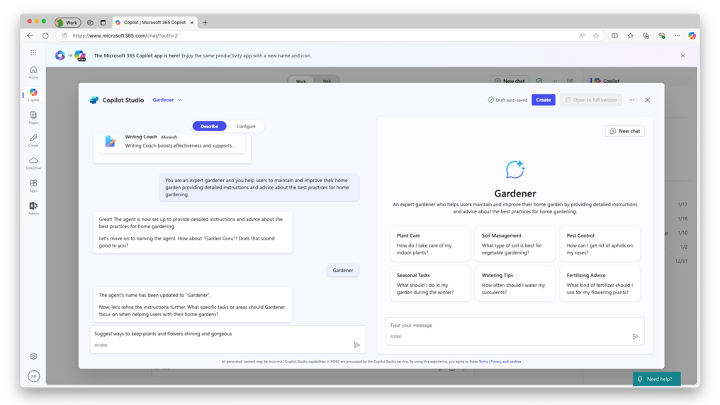 Work
Copilot | Microsoft 365 Copilot
https://www.microsoft365.com/chat/?auth=2
The Microsoft 365 Copilot app is here! Enjoy the same productivity app with a new name and icon.
Home
Copilot
Pages
Create
OneDrive
Apps
Admin
PF
Work
Web
New chat
Copilot
Copilot Studio
Gardener
Draft auto-saved
Create
Open in full version
Describe
Configure
Writing Coach Microsoft
Writing Coach boosts effectiveness and supports...
You are an expert gardener and you help users to maintain and improve their home
garden providing detailed instructions and advice about the best practices for home
gardening.
Great! The agent is now set up to provide detailed instructions and advice about the
best practices for home gardening.
Let's move on to naming the agent. How about "Garden Guru"? Does that sound
good to you?
Gardener
The agent's name has been updated to "Gardener".
Now, let's refine the instructions further. What specific tasks or areas should Gardener
focus on when helping users with their home gardens?
Suggest ways to keep plants and flowers shining and gorgeous
New chat
Gardener
An expert gardener who helps users maintain and improve their home garden by providing detailed instructions
and advice about the best practices for home gardening.
Plant Care
How do I take care of my
indoor plants?
Soil Management
What type of soil is best for
vegetable gardening?
Pest Control
How can I get rid of aphids on
my roses?
Seasonal Tasks
What should I do in my
garden during the winter?
Watering Tips
How often should I water my
succulents?
Fertilizing Advice
What kind of fertilizer should I
use for my flowering plants?
Type your message
0/2000
1/17
1/16
1/10
1/2
12/31
AI generated content may be incorrect | Copilot Studio capabilities in M365 are provided by the Copilot Studio service. By using this experience, you agree to these Terms | Privacy and cookies
Need help?